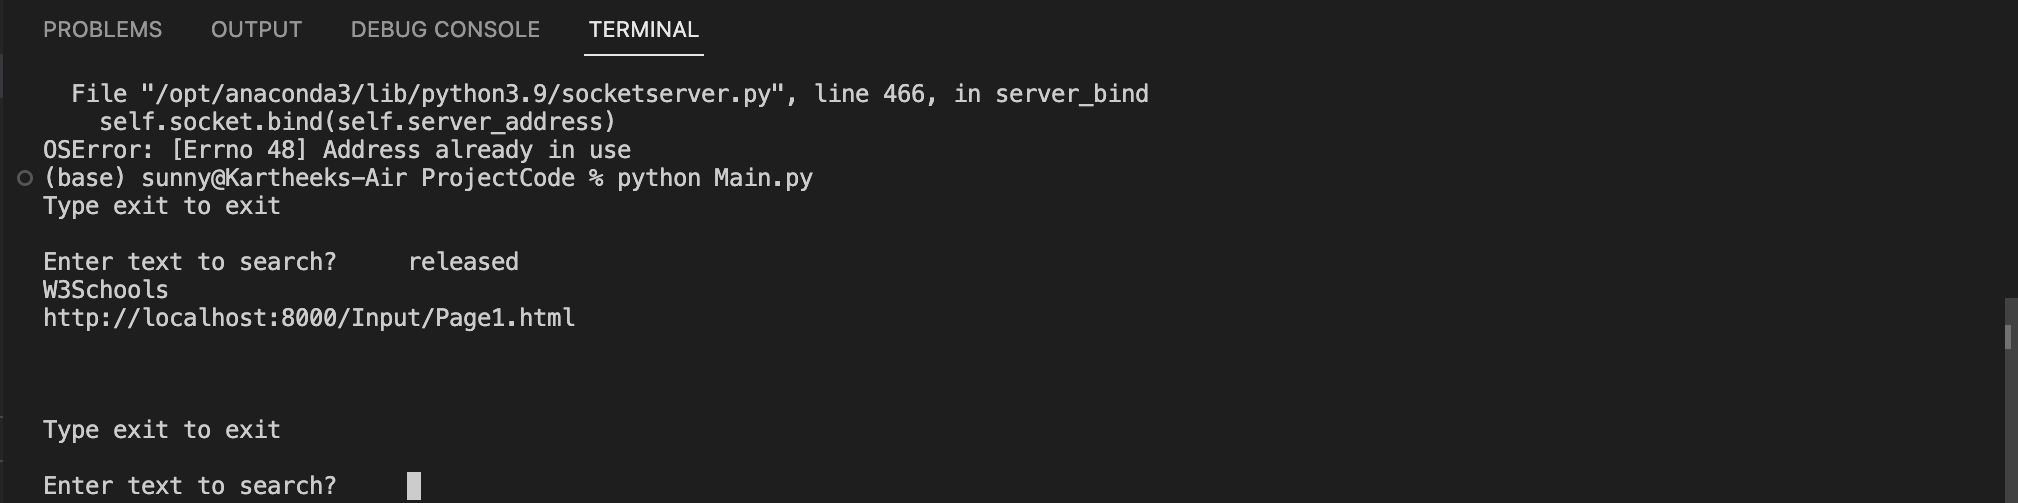 PROBLEMS OUTPUT DEBUG CONSOLE TERMINAL
File "/opt/anaconda3/lib/python3.9/socketserver.py", line 466, in server_bind
self.socket.bind(self.server_address)
OSError: [Errno 48] Address already in use
(base) sunny@Kartheeks-Air ProjectCode % python Main.py
Type exit to exit
Enter text to search? released
W3Schools
http://localhost:8000/Input/Page1.html
Type exit to exit
Enter text to search?